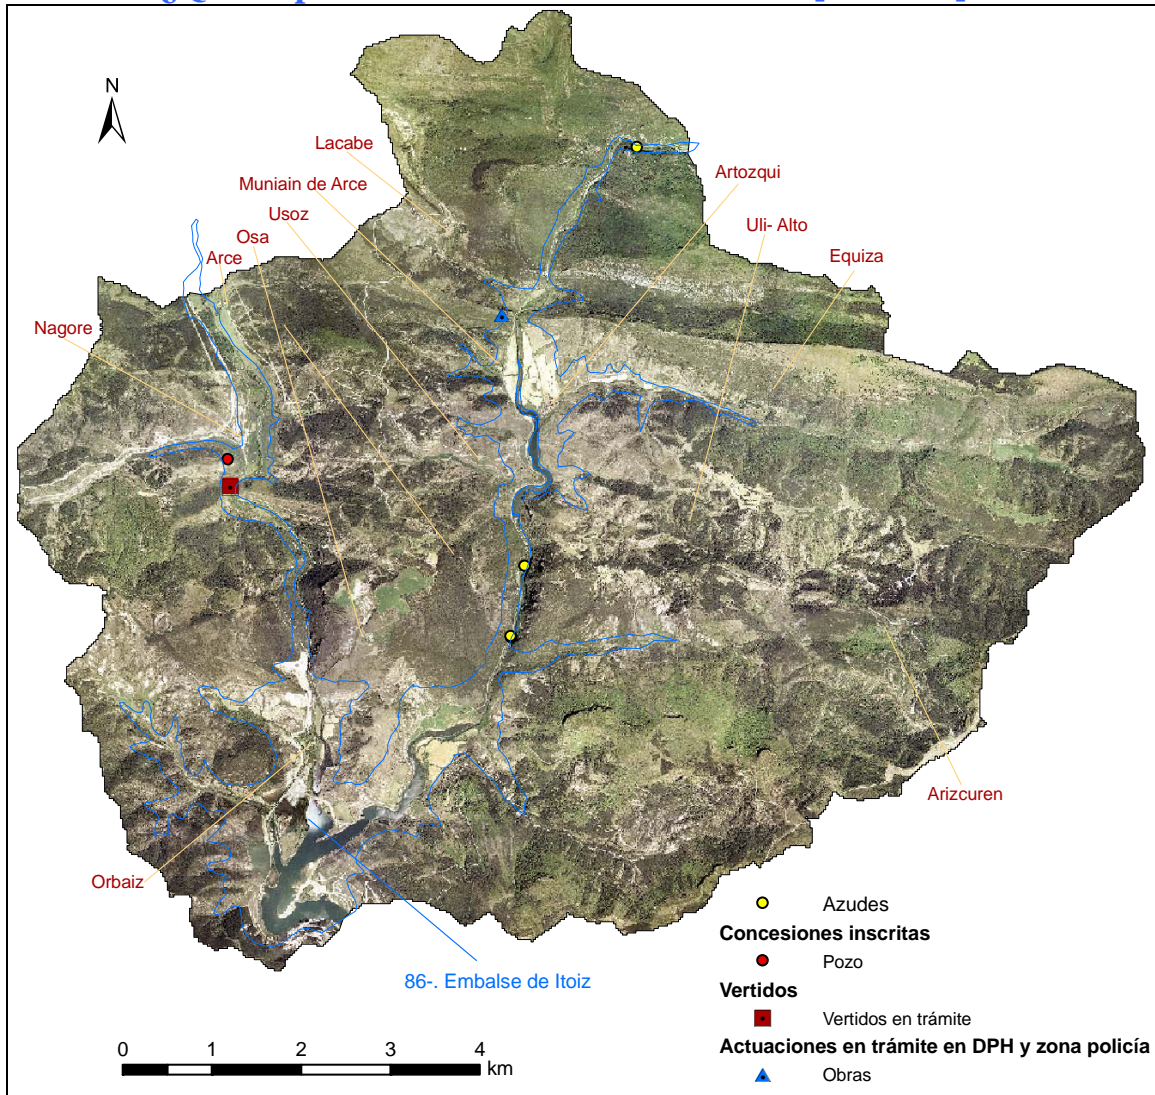 N
Lacabe
Muniain de Arce
Usoz
Osa
Arce
Nagore
Artozqui
Uli- Alto
Equiza
Arizcuren
Orbaiz
86-. Embalse de Itoiz
Azudes
Concesiones inscritas
Pozo
Vertidos
Vertidos en trámite
Actuaciones en trámite en DPH y zona policía
Obras
0 1 2 3 4
km